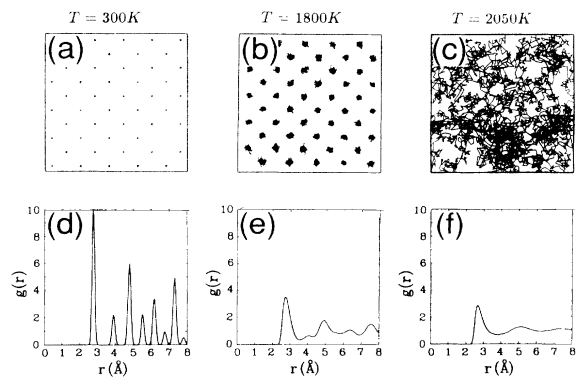 T = 300K
T = 1800K
T = 2050K
(a)
(b)
(c)
(d)
(e)
(f)
10
8
6
4
2
0
g(r)
0 1 2 3 4 5 6 7 8
r (Å)
10
8
6
4
2
0
g(r)
0 1 2 3 4 5 6 7 8
r (Å)
10
8
6
4
2
0
g(r)
0 1 2 3 4 5 6 7 8
r (Å)